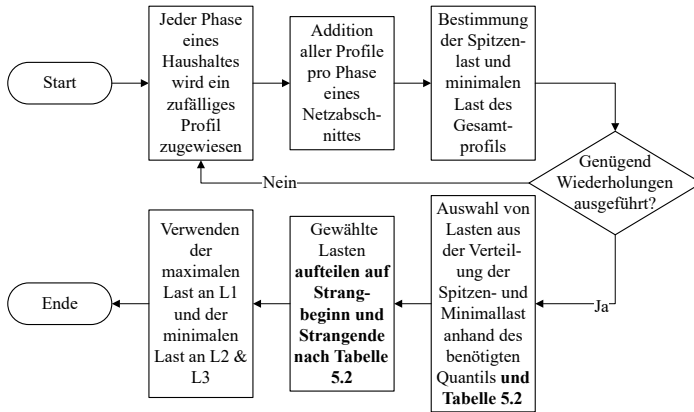 Start
Jeder Phase
eines
Haushaltes
wird ein
zufälliges
Profil
zugewiesen
Addition
aller Profile
pro Phase
eines
Netzabsch-
nittes
Bestimmung
der Spitzen-
last und
minimalen
Last des
Gesamt-
profils
Genügend
Wiederholungen
ausgeführt?
Nein
Ja
Auswahl von
Lasten aus
der Vertei-
lung der
Spitzen- und
Minimallast
anhand des
benötigten
Quantils und
Tabelle 5.2
Gewählte
Lasten
aufteilen auf
Strang-
beginn und
Strangende
nach Tabelle
5.2
Verwenden
der
maximalen
Last an L1
und der
minimalen
Last an L2 &
L3
Ende